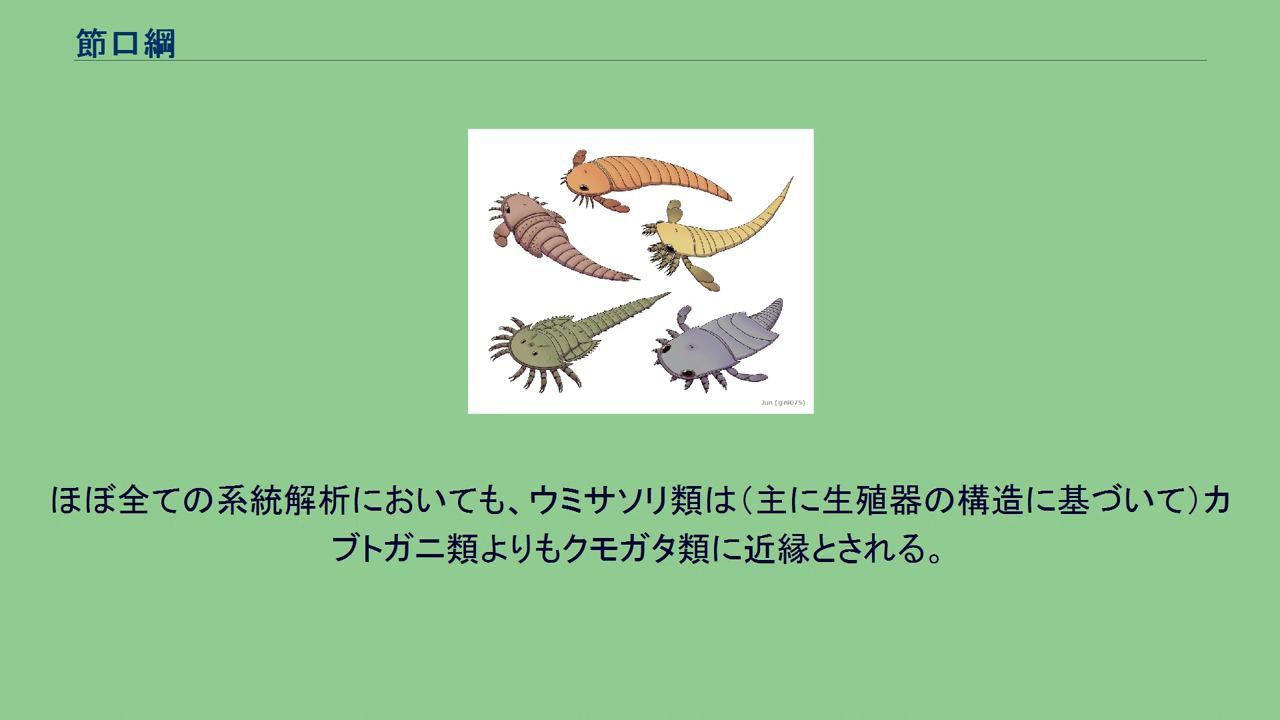 節口綱
Jun (@ni075)
ほぼ全ての系統解析においても、ウミサソリ類は（主に生殖器の構造に基づいて）カ
ブトガニ類よりもクモガタ類に近縁とされる。